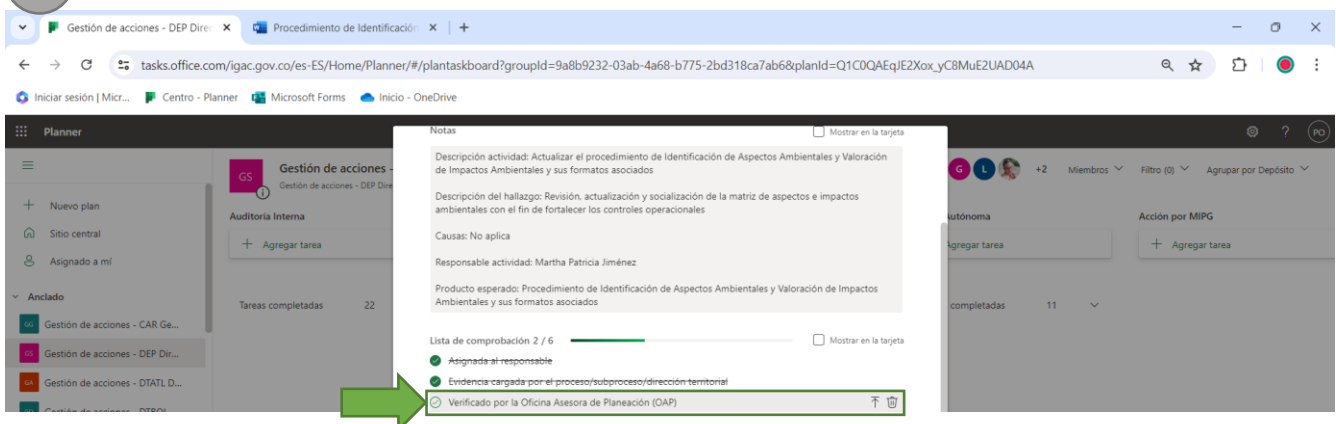 Gestión de acciones - DEP Direc
Procedimiento de Identificación
tasks.office.com/igac.gov.co/es-ES/Home/Planner/#/plantaskboard?groupId=9a8b9232-03ab-4a68-b775-2bd318ca7ab6&planId=Q1C0QAEqJE2Xox_yC8MuE2UAD04A
Iniciar sesión | Micr...
Centro - Planner
Microsoft Forms
Inicio - OneDrive
Planner
PO
Notas
Mostrar en la tarjeta
Descripción actividad: Actualizar el procedimiento de Identificación de Aspectos Ambientales y Valoración
de Impactos Ambientales y sus formatos asociados
Descripción del hallazgo: Revisión, actualización y socialización de la matriz de aspectos e impactos
ambientales con el fin de fortalecer los controles operacionales
Causas: No aplica
Responsable actividad: Martha Patricia Jiménez
Producto esperado: Procedimiento de Identificación de Aspectos Ambientales y Valoración de Impactos
Ambientales y sus formatos asociados
Lista de comprobación 2 / 6
Mostrar en la tarjeta
Asignada al responsable
Evidencia cargada por el proceso/subproceso/dirección territorial
Verificado por la Oficina Asesora de Planeación (OAP)
Nuevo plan
Sitio central
Asignado a mí
Anclado
GG Gestión de acciones - CAR Ge...
GS Gestión de acciones - DEP Dir...
GA Gestión de acciones - DTATL D...
GS
Gestión de acciones -
Gestión de acciones - DEP Dire
Auditoría Interna
Agregar tarea
Tareas completadas 22
G L +2 Miembros Filtro (0) Agrupar por Depósito
Acción por MIPG
Agregar tarea
Agregar tarea
completadas 11